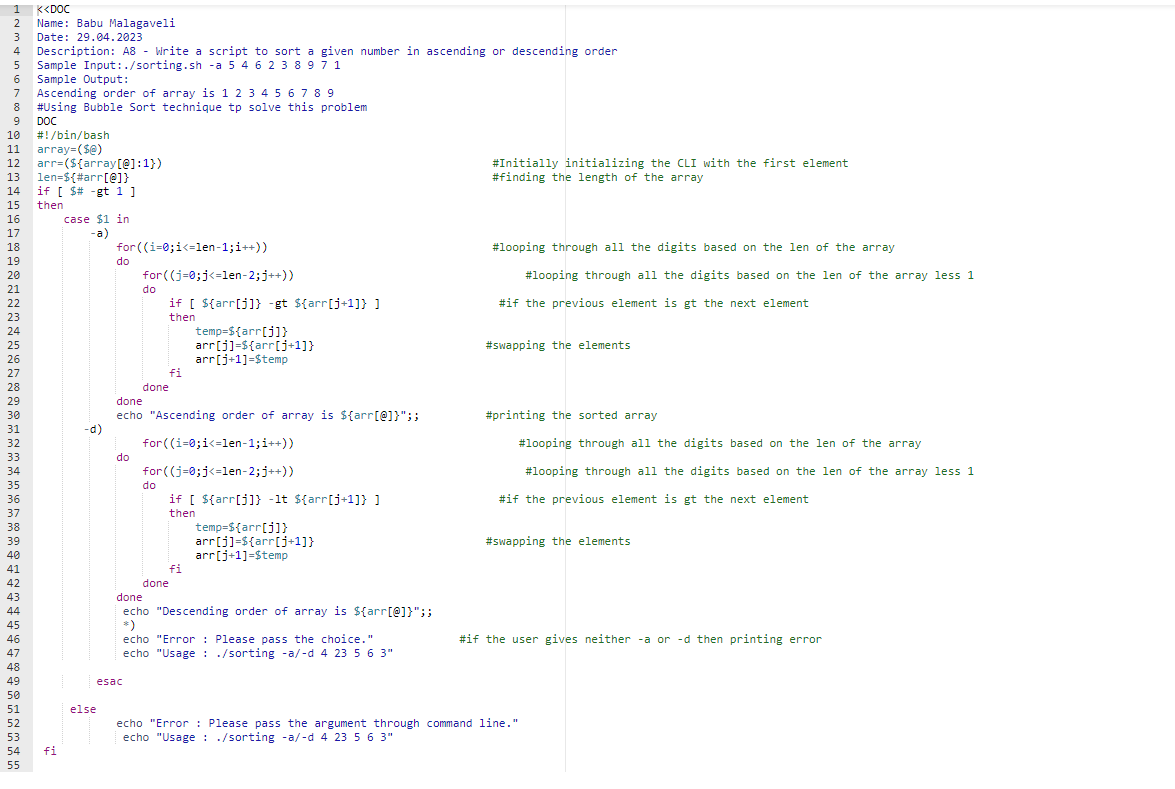 1 <<DOC
2 Name: Babu Malagaveli
3 Date: 29.04.2023
4 Description: A8 - Write a script to sort a given number in ascending or descending order
5 Sample Input:./sorting.sh -a 5 4 6 2 3 8 9 7 1
6 Sample Output:
7 Ascending order of array is 1 2 3 4 5 6 7 8 9
8 #Using Bubble Sort technique tp solve this problem
9 DOC
10 #!/bin/bash
11 array=($@)
12 arr=(${array[@]:1}) #Initially initializing the CLI with the first element
13 len=${#arr[@]} #finding the length of the array
14 if [ $# -gt 1 ]
15 then
16 case $1 in
17 -a)
18 for((i=0;i<=len-1;i++)) #looping through all the digits based on the len of the array
19 do
20 for((j=0;j<=len-2;j++)) #looping through all the digits based on the len of the array less 1
21 do
22 if [ ${arr[j]} -gt ${arr[j+1]} ] #if the previous element is gt the next element
23 then
24 temp=${arr[j]}
25 arr[j]=${arr[j+1]} #swapping the elements
26 arr[j+1]=$temp
27 fi
28 done
29 done
30 echo "Ascending order of array is ${arr[@]}";; #printing the sorted array
31 -d)
32 for((i=0;i<=len-1;i++)) #looping through all the digits based on the len of the array
33 do
34 for((j=0;j<=len-2;j++)) #looping through all the digits based on the len of the array less 1
35 do
36 if [ ${arr[j]} -lt ${arr[j+1]} ] #if the previous element is gt the next element
37 then
38 temp=${arr[j]}
39 arr[j]=${arr[j+1]} #swapping the elements
40 arr[j+1]=$temp
41 fi
42 done
43 done
44 echo "Descending order of array is ${arr[@]}";;
45 *)
46 echo "Error : Please pass the choice." #if the user gives neither -a or -d then printing error
47 echo "Usage : ./sorting -a/-d 4 23 5 6 3"
48
49 esac
50
51 else
52 echo "Error : Please pass the argument through command line."
53 echo "Usage : ./sorting -a/-d 4 23 5 6 3"
54 fi
55